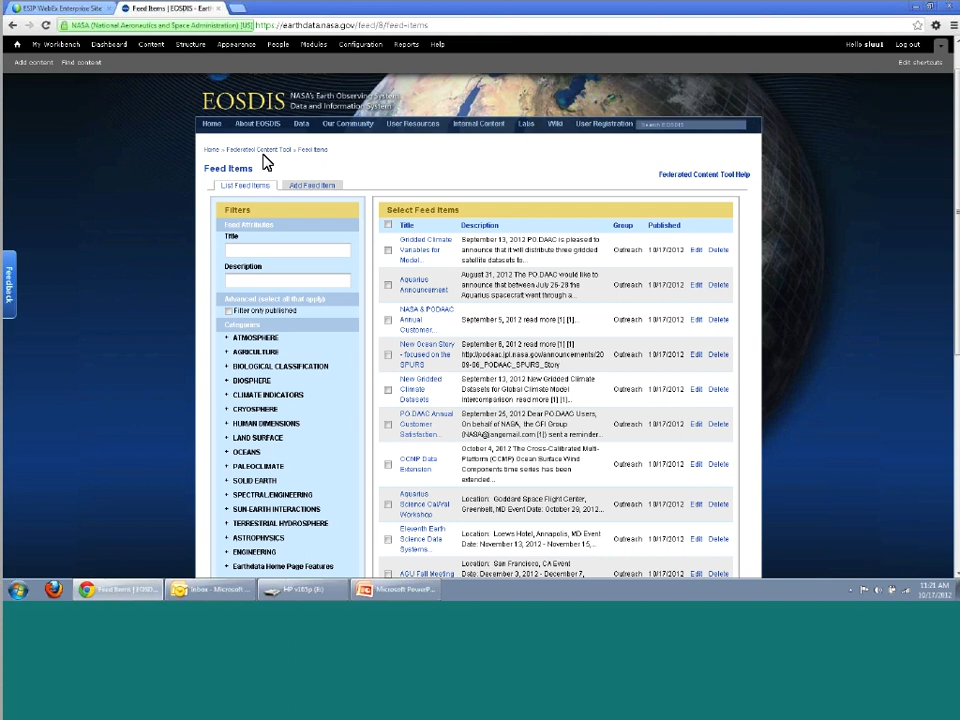 ESIP WebEx Enterprise Site
Feed Items | EOSDIS - Earth
NASA (National Aeronautics and Space Administration) [US] https://earthdata.nasa.gov/feed/8/feed-items
My Workbench Dashboard Content Structure Appearance People Modules Configuration Reports Help
Hello sluu1 Log out
Add content Find content
Edit shortcuts
EOSDIS NASA's Earth Observing System
Data and Information System
Home About EOSDIS Data Our Community User Resources Internal Content Labs Wiki User Registration Search EOSDIS
Home » Federated Content Tool » Feed Items
Feed Items
Federated Content Tool Help
List Feed Items Add Feed Item
Feedback
Filters
Feed Attributes
Title
Description
Advanced (select all that apply)
Filter only published
Categories
+ ATMOSPHERE
+ AGRICULTURE
+ BIOLOGICAL CLASSIFICATION
+ BIOSPHERE
+ CLIMATE INDICATORS
+ CRYOSPHERE
+ HUMAN DIMENSIONS
+ LAND SURFACE
+ OCEANS
+ PALEOCLIMATE
+ SOLID EARTH
+ SPECTRAL/ENGINEERING
+ SUN-EARTH INTERACTIONS
+ TERRESTRIAL HYDROSPHERE
+ ASTROPHYSICS
+ ENGINEERING
+ Earthdata Home Page Features
Select Feed Items
Title Description Group Published
Gridded Climate
Variables for
Model...
September 13, 2012 PO.DAAC is pleased to
announce that it will distribute three gridded
satellite datasets fo...
Outreach 10/17/2012 Edit Delete
Aquarius
Announcement
August 31, 2012 The PO.DAAC would like to
announce that between July 26-28 the
Aquarius spacecraft went through a...
Outreach 10/17/2012 Edit Delete
NASA & PODAAC
Annual
Customer...
September 5, 2012 read more [1] [1]...
Outreach 10/17/2012 Edit Delete
New Ocean Story
- focused on the
SPURS
September 6, 2012 read more [1] [1]
http://podaac.jpl.nasa.gov/announcements/20
09-06_PODAAC_SPURS_Story
Outreach 10/17/2012 Edit Delete
New Gridded
Climate
Datasets
September 13, 2012 New Gridded Climate
Datasets for Global Climate Model
Intercomparison read more [1] [1]...
Outreach 10/17/2012 Edit Delete
PO.DAAC Annual
Customer
Satisfaction...
September 25, 2012 Dear PO.DAAC Users,
On behalf of NASA, the CFI Group
(NASA@jangemail.com [1]) sent a reminder...
Outreach 10/17/2012 Edit Delete
CCMP Data
Extension
October 4, 2012 The Cross-Calibrated Multi-
Platform (CCMP) Ocean Surface Wind
Components time series has been
extended...
Outreach 10/17/2012 Edit Delete
Aquarius
Science Cal/Val
Workshop
Location: Goddard Space Flight Center,
Greenbelt, MD Event Date: October 29, 2012...
Outreach 10/17/2012 Edit Delete
Eleventh Earth
Science Data
Systems...
Location: Loews Hotel, Annapolis, MD Event
Date: November 13, 2012 - November 15,...
Outreach 10/17/2012 Edit Delete
AGU Fall Meeting
Location: San Francisco, CA Event
Date: December 3, 2012 - December 7,
Outreach 10/17/2012 Edit Delete
Feed Items | EOSD...
Inbox - Microsoft ...
HP v165p (E:)
Microsoft PowerP...
11:21 AM
10/17/2012